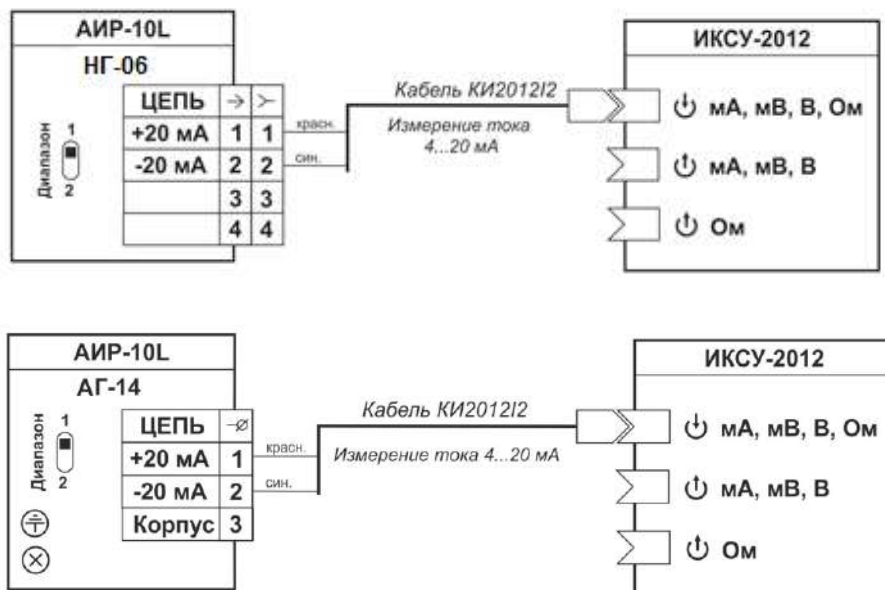 АИР-10L
НГ-06
ЦЕПЬ
+20 мА 1 1
-20 мА 2 2
3 3
4 4
Диапазон
1
2
красн.
син.
Кабель КИ2012I2
Измерение тока
4...20 мА
ИКСУ-2012
мА, мВ, В, Ом
мА, мВ, В
Ом
АИР-10L
АГ-14
ЦЕПЬ
+20 мА 1
-20 мА 2
Корпус 3
Диапазон
1
2
красн.
син.
Кабель КИ2012I2
Измерение тока 4...20 мА
ИКСУ-2012
мА, мВ, В, Ом
мА, мВ, В
Ом